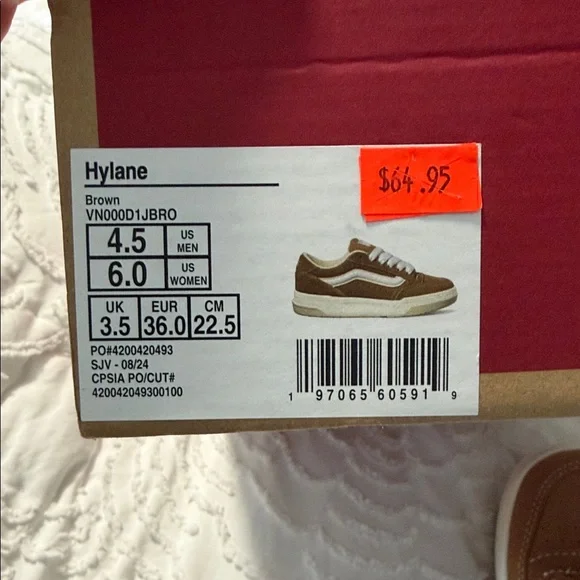 Hylane
$64.95
Brown
VN000D1JBRO
4.5 US MEN
6.0 US WOMEN
UK EUR CM
3.5 36.0 22.5
PO#4200420493
SJV - 08/24
CPSIA PO/CUT#
420042049300100
1 97065 60591 9